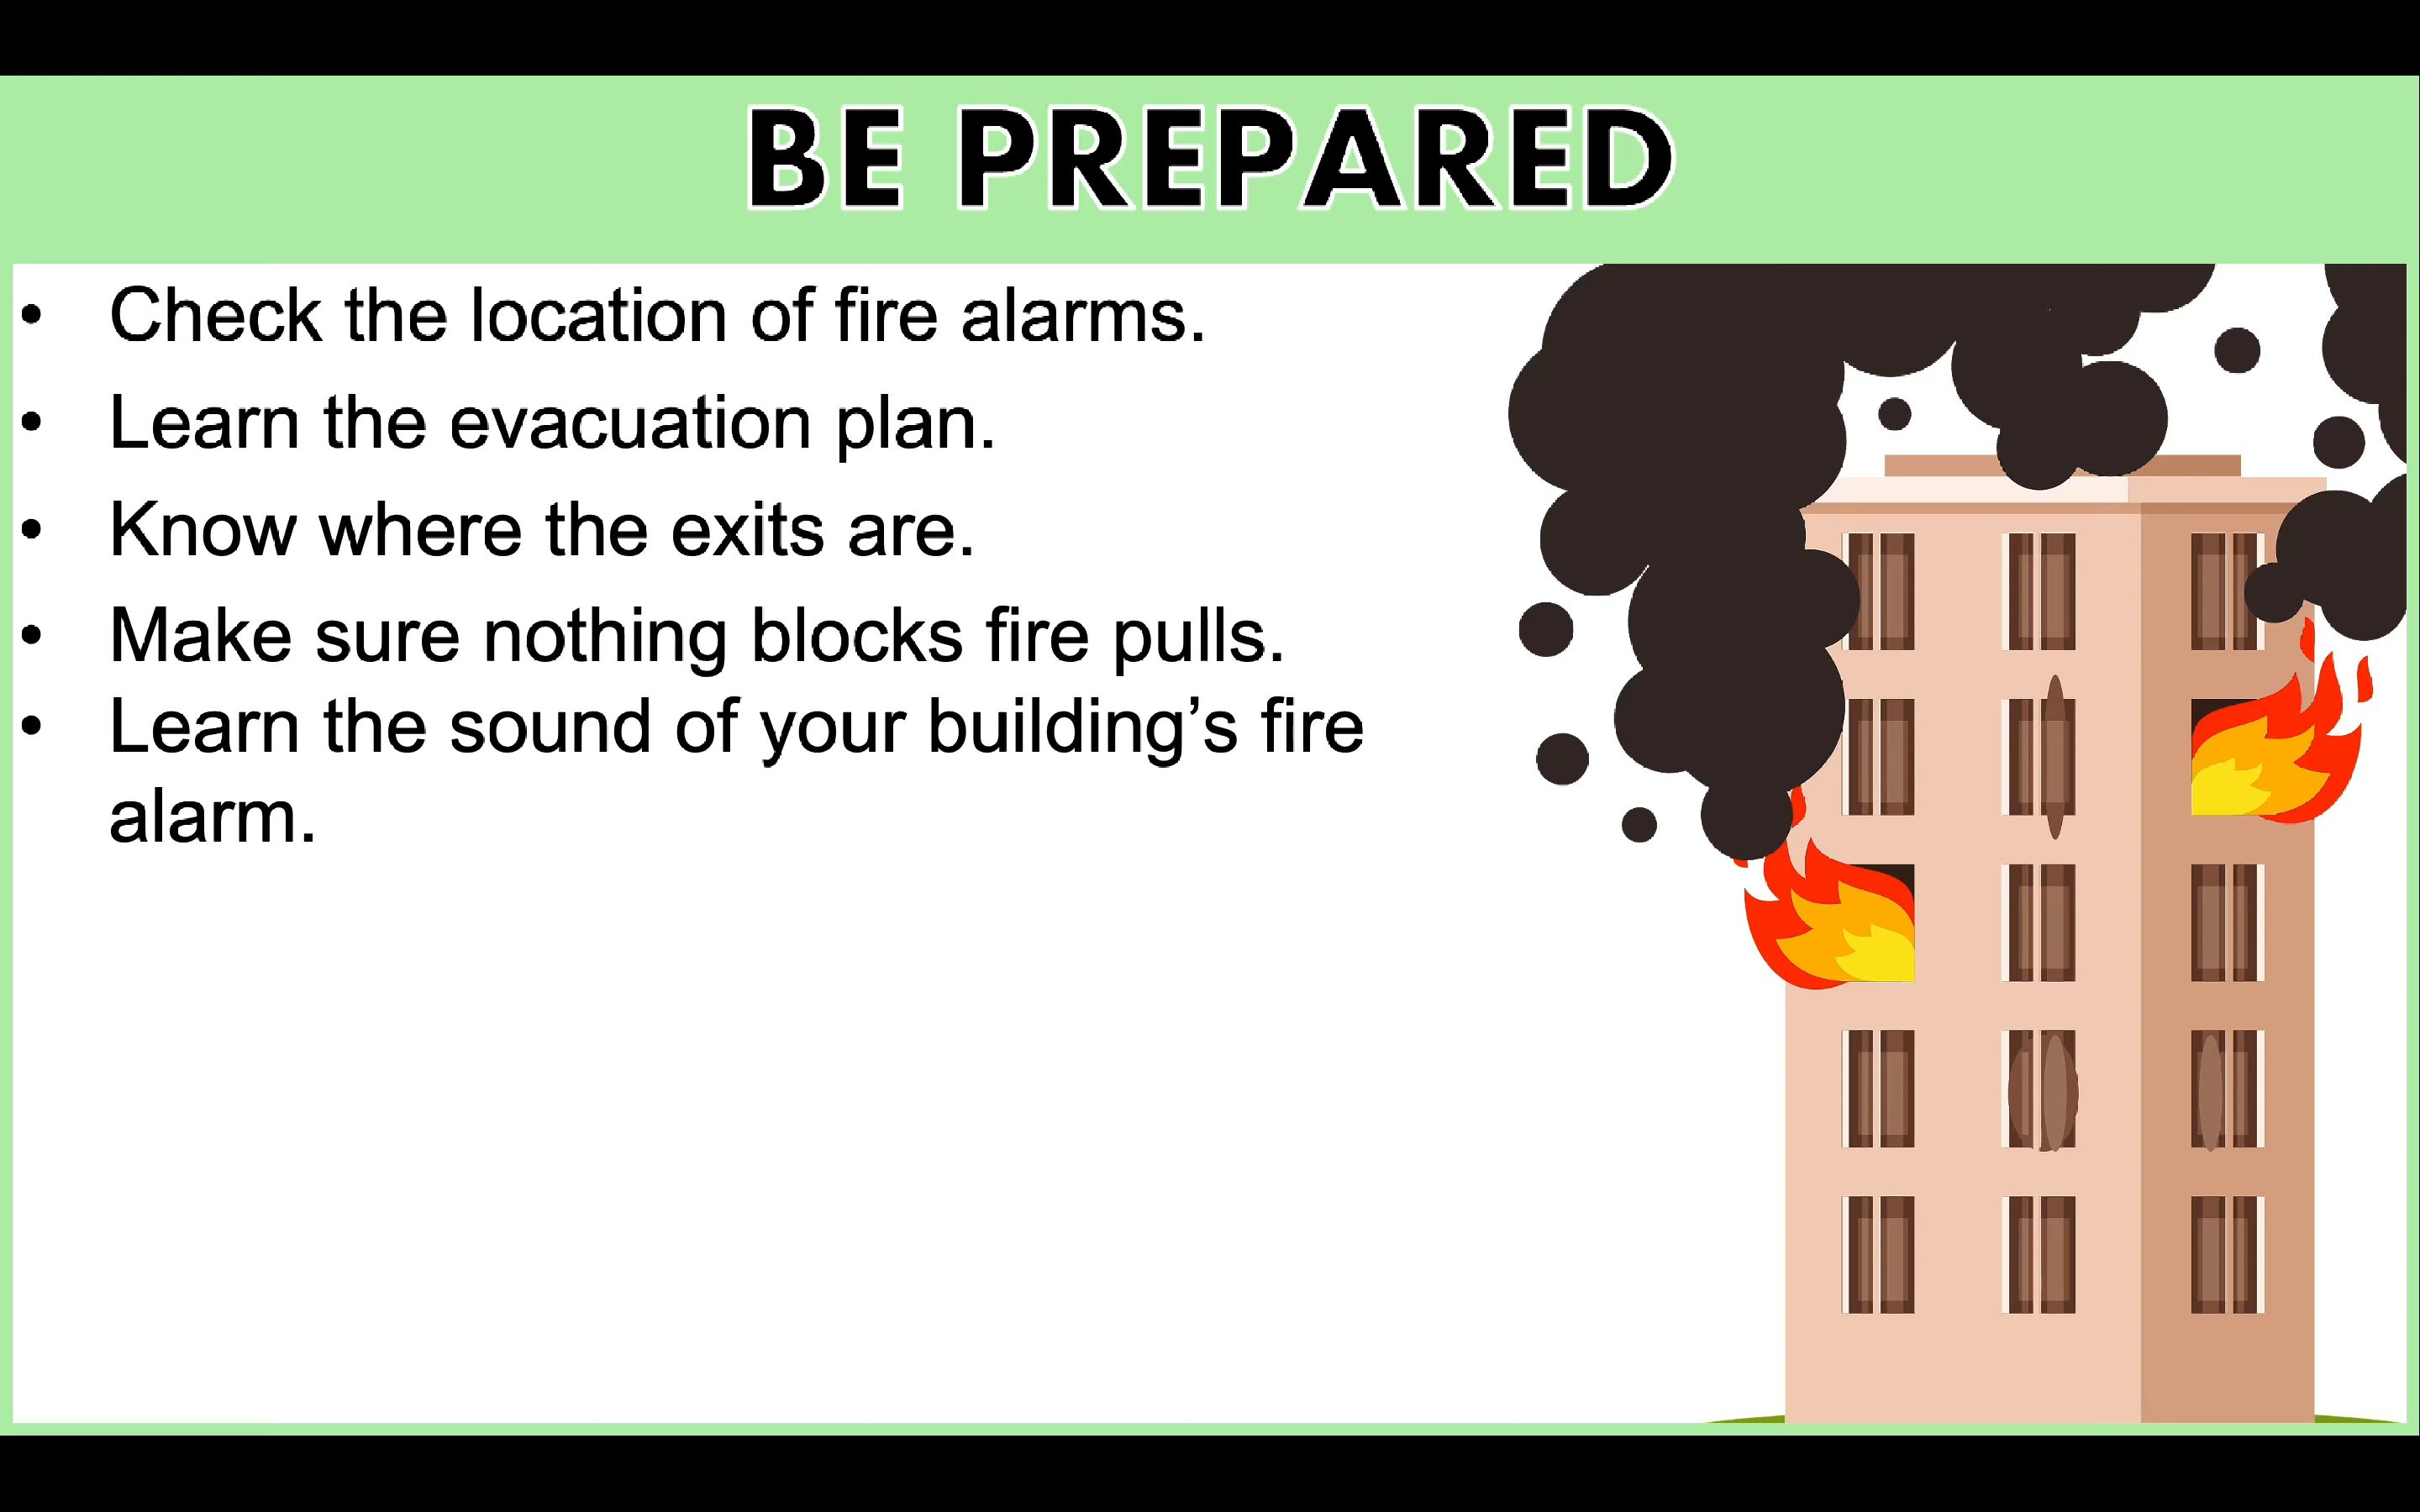 BE PREPARED
• Check the location of fire alarms.
• Learn the evacuation plan.
• Know where the exits are.
• Make sure nothing blocks fire pulls.
• Learn the sound of your building’s fire
alarm.